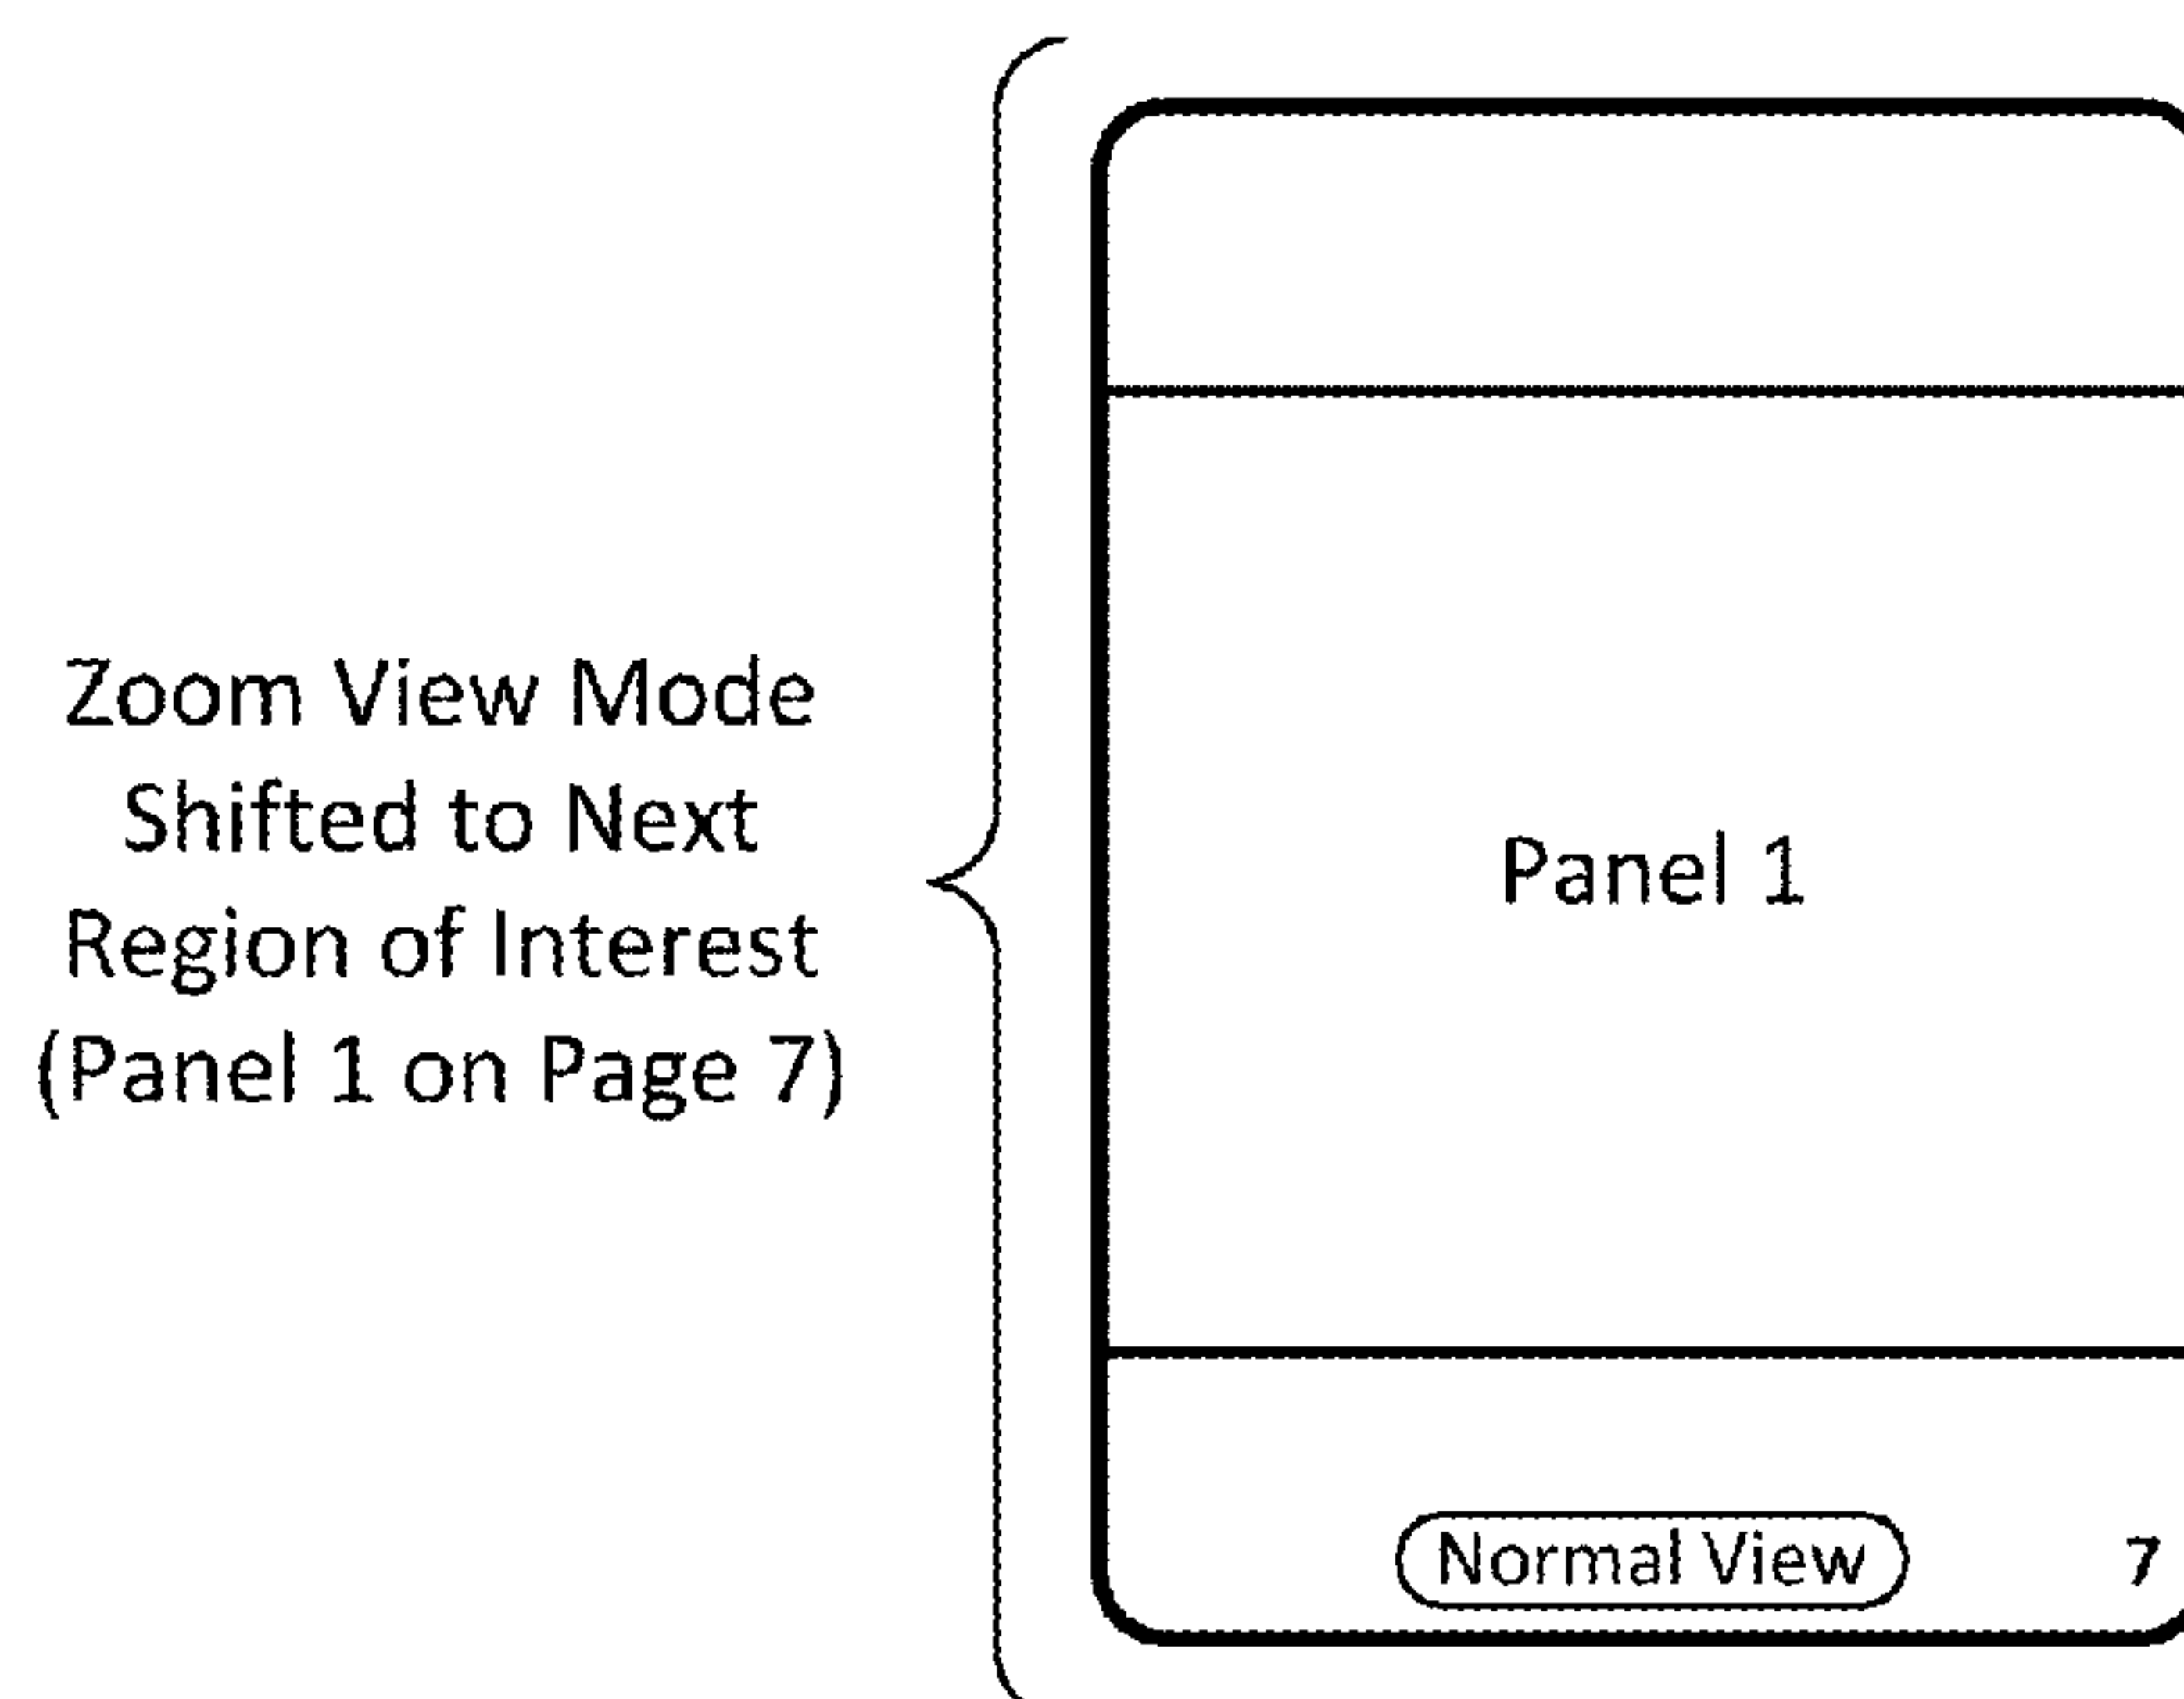 Zoom View Mode
Shifted to Next
Region of Interest
(Panel 1 on Page 7)
Panel 1
Normal View
7